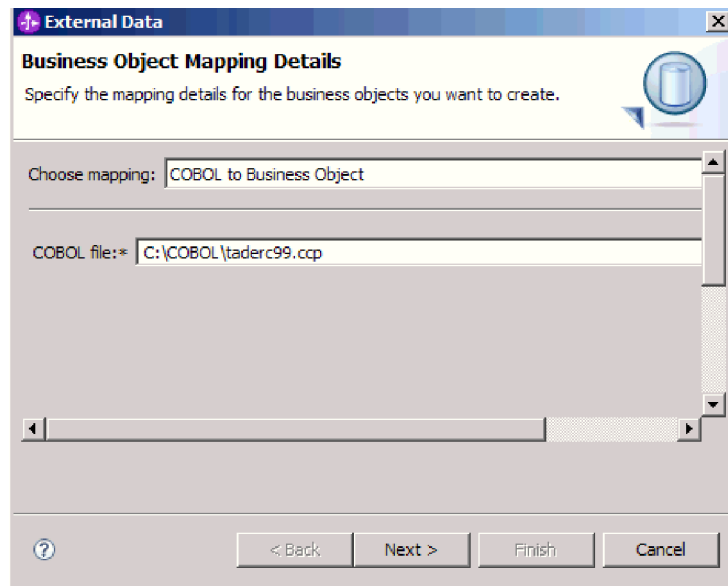 External Data
Business Object Mapping Details
Specify the mapping details for the business objects you want to create.
Choose mapping: COBOL to Business Object
COBOL file:* C:\COBOL\taderc99.ccp
? < Back Next > Finish Cancel